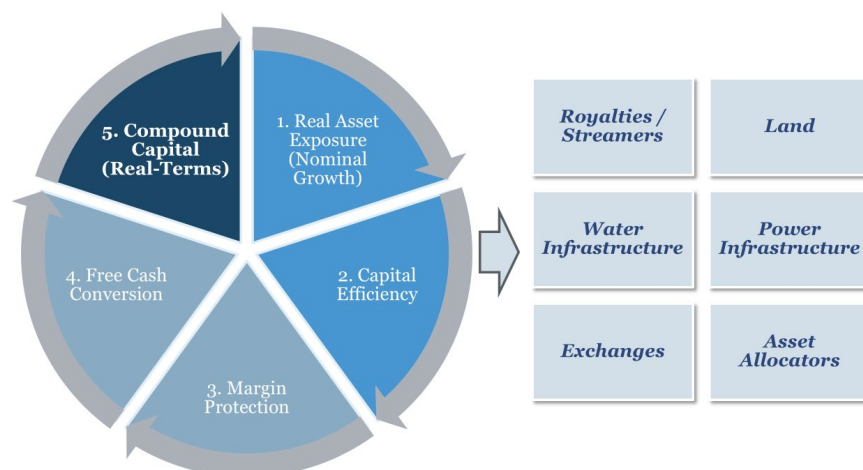 5. Compound
Capital
(Real-Terms)
1. Real Asset
Exposure
(Nominal
Growth)
2. Capital
Efficiency
3. Margin
Protection
4. Free Cash
Conversion
Royalties /
Streamers
Land
Water
Infrastructure
Power
Infrastructure
Exchanges
Asset
Allocators